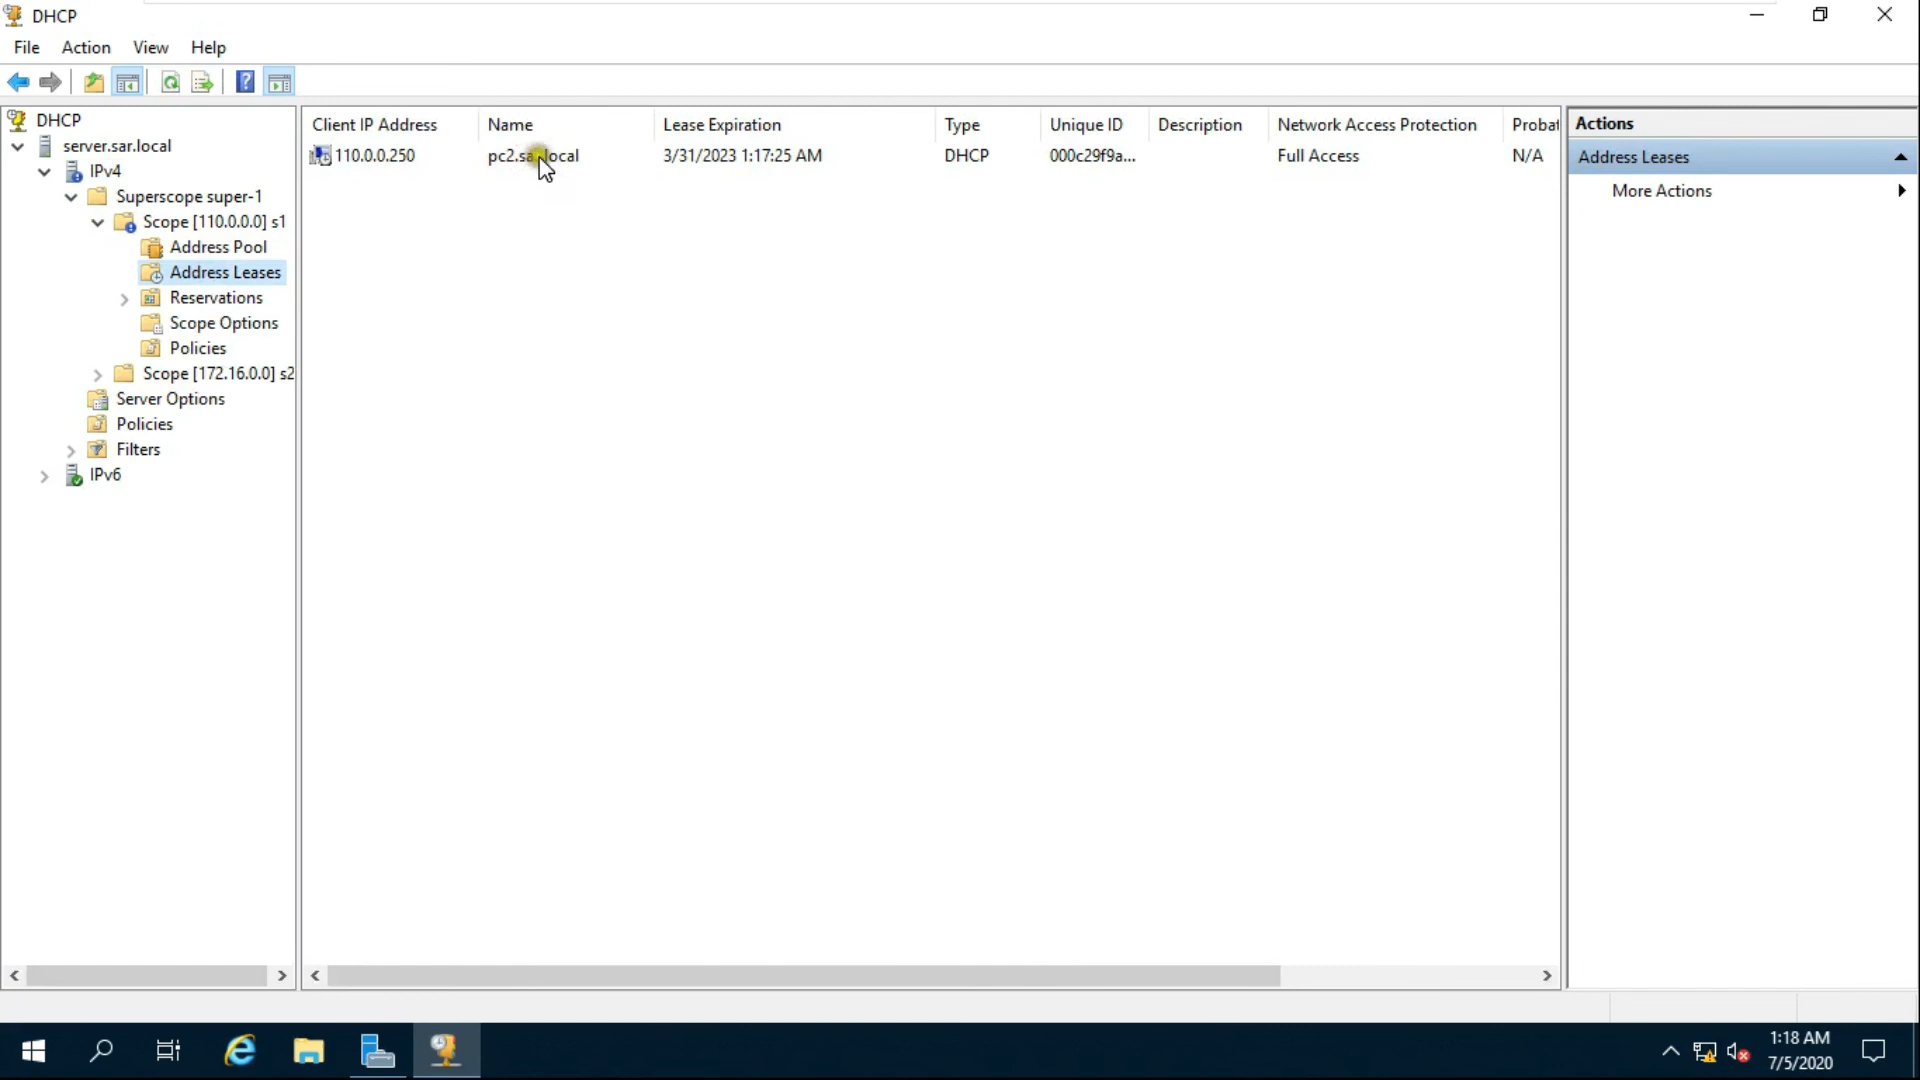 DHCP
File Action View Help
DHCP
server.sar.local
IPv4
Superscope super-1
Scope [110.0.0.0] s1
Address Pool
Address Leases
Reservations
Scope Options
Policies
Scope [172.16.0.0] s2
Server Options
Policies
Filters
IPv6
Client IP Address Name Lease Expiration Type Unique ID Description Network Access Protection Probat
110.0.0.250 pc2.sar.local 3/31/2023 1:17:25 AM DHCP 000c29f9a... Full Access N/A
Actions
Address Leases
More Actions
1:18 AM
7/5/2020